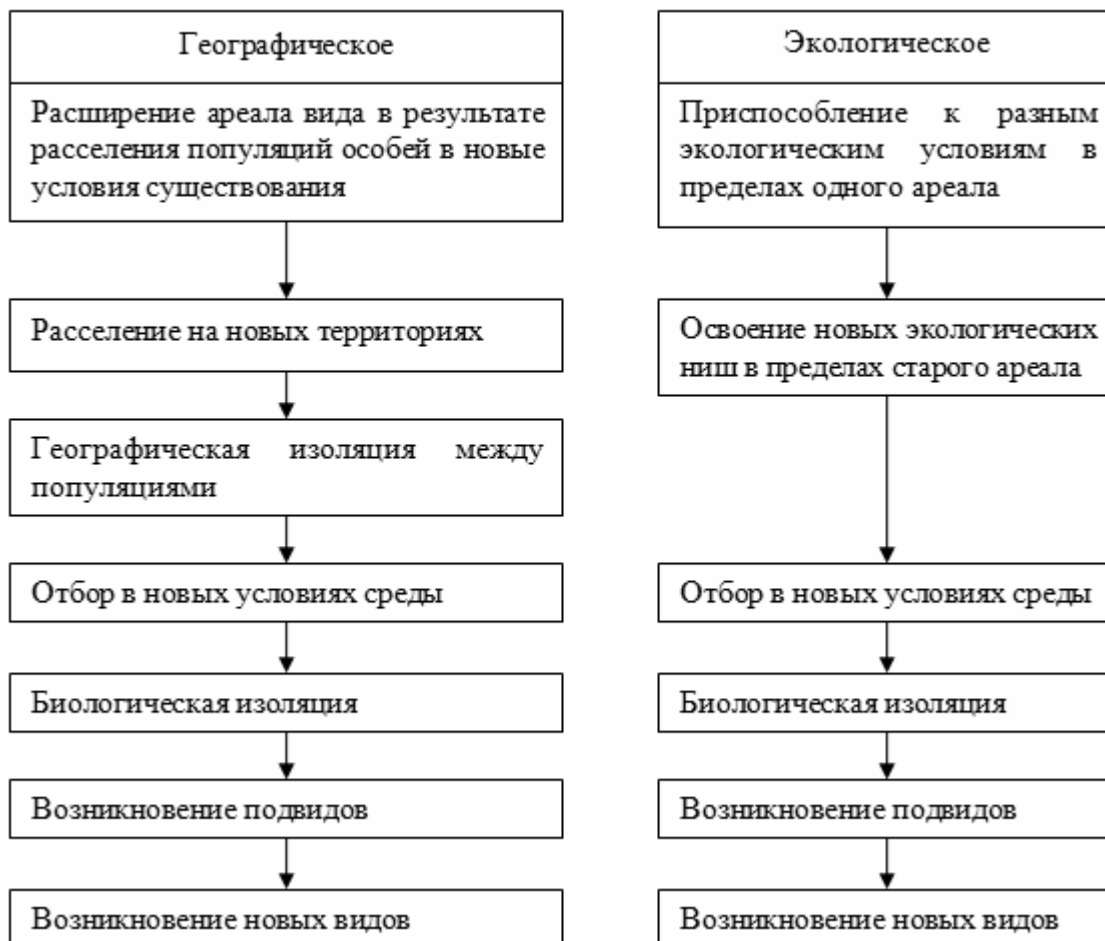 Географическое
Расширение ареала вида в результате
расселения популяций особей в новые
условия существования
Расселение на новых территориях
Географическая изоляция между
популяциями
Отбор в новых условиях среды
Биологическая изоляция
Возникновение подвидов
Возникновение новых видов
Экологическое
Приспособление к разным
экологическим условиям в
пределах одного ареала
Освоение новых экологических
ниш в пределах старого ареала
Отбор в новых условиях среды
Биологическая изоляция
Возникновение подвидов
Возникновение новых видов